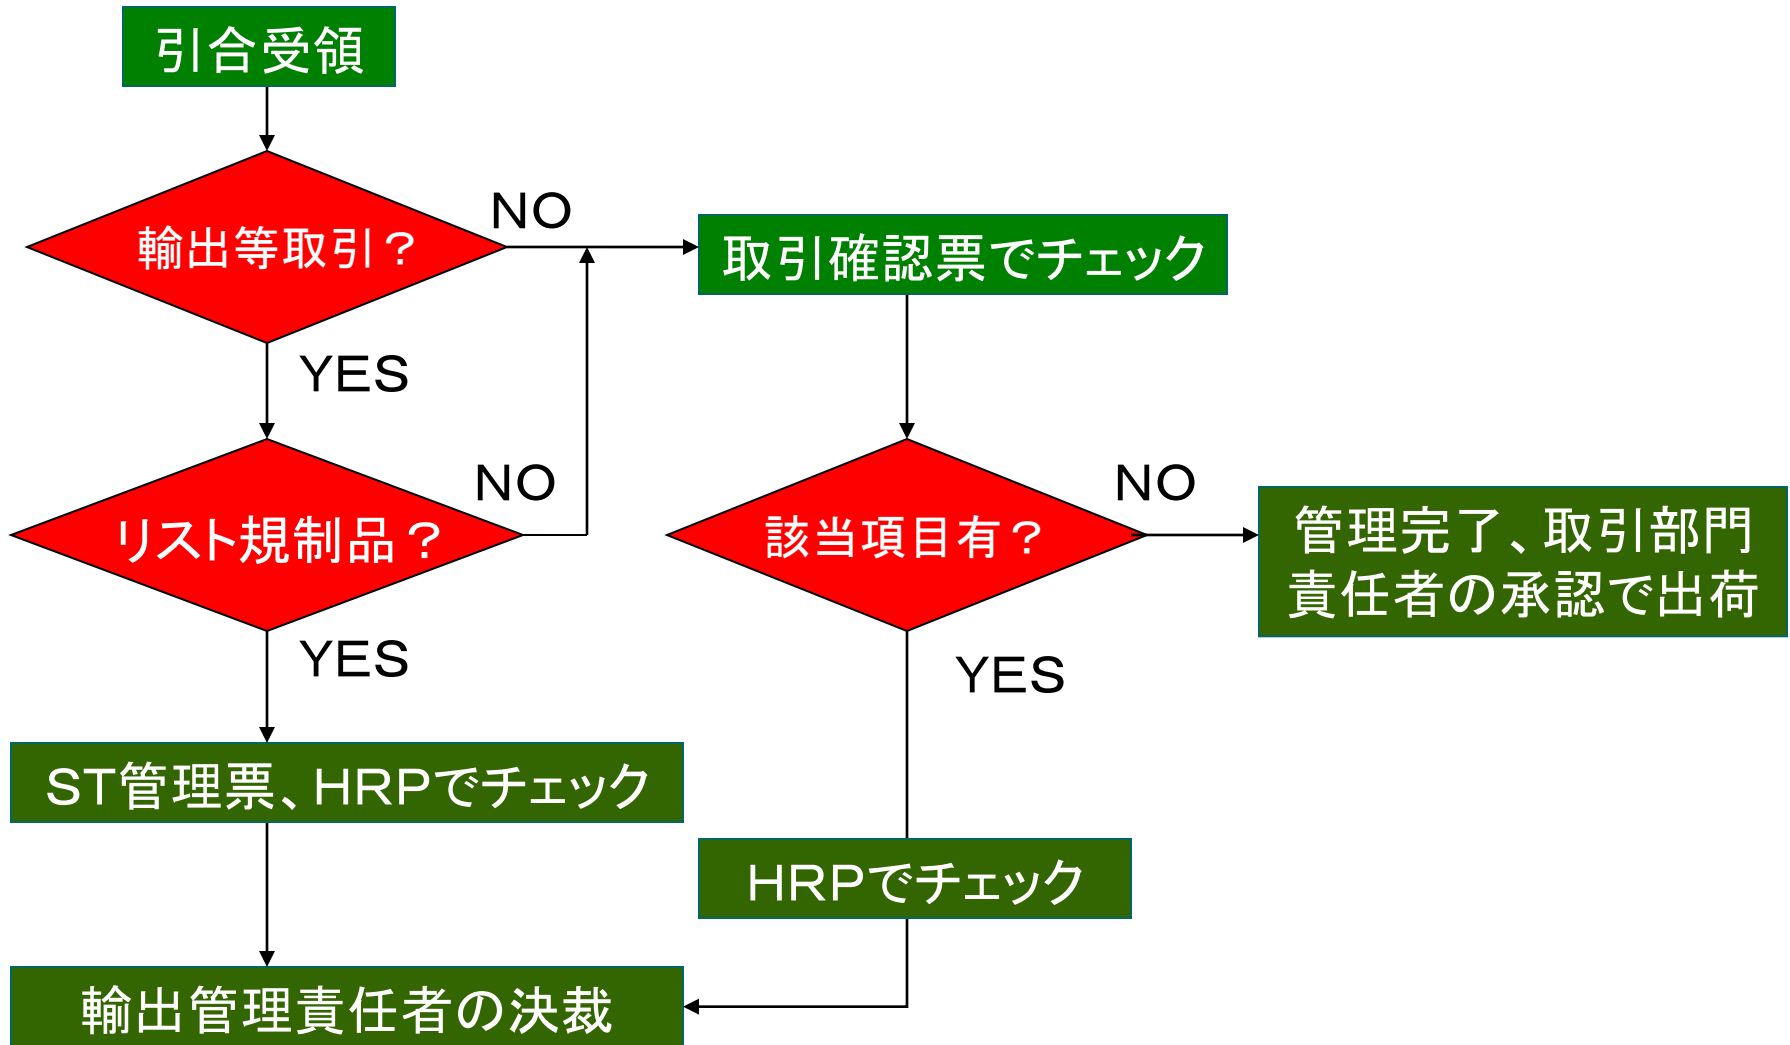 引合受領
輸出等取引？
NO
取引確認票でチェック
YES
リスト規制品？
NO
該当項目有？
NO
管理完了、取引部門
責任者の承認で出荷
YES
YES
ST管理票、HRPでチェック
HRPでチェック
輸出管理責任者の決裁